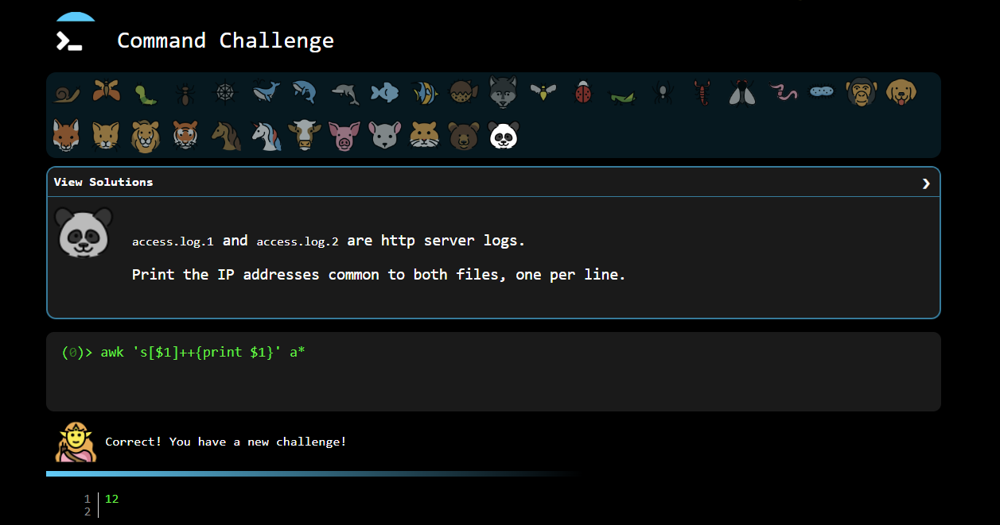 Command Challenge
View Solutions
access.log.1 and access.log.2 are http server logs.
Print the IP addresses common to both files, one per line.
(0)> awk 's[$1]++{print $1}' a*
Correct! You have a new challenge!
1 12
2